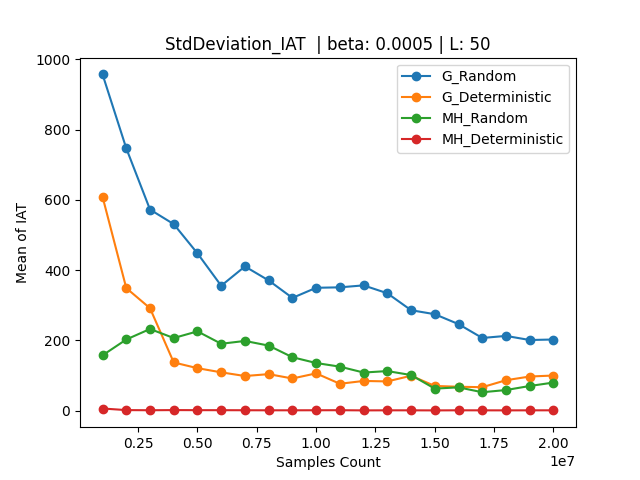 StdDeviation_IAT | beta: 0.0005 | L: 50
G_Random
G_Deterministic
MH_Random
MH_Deterministic
Mean of IAT
1000
800
600
400
200
0
0.25
0.50
0.75
1.00
1.25
1.50
1.75
2.00
1e7
Samples Count